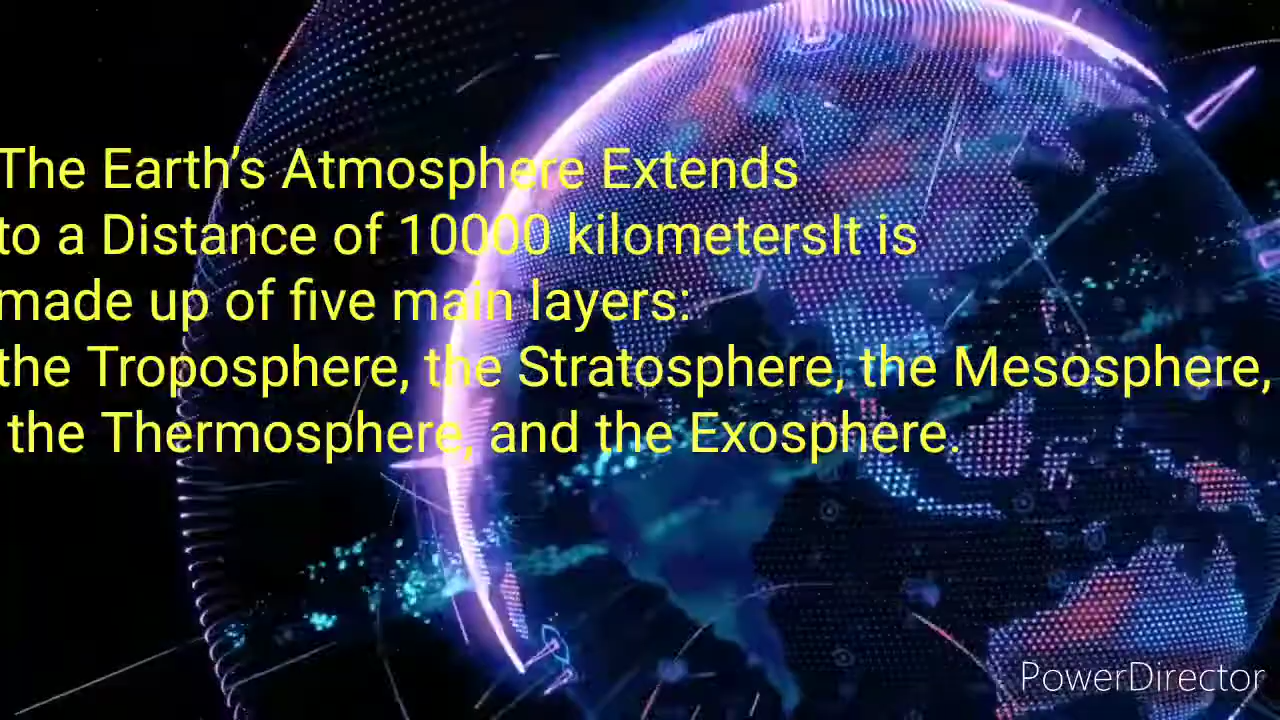 The Earth’s Atmosphere Extends
to a Distance of 10000 kilometersIt is
made up of five main layers:
the Troposphere, the Stratosphere, the Mesosphere,
the Thermosphere, and the Exosphere.
PowerDirector